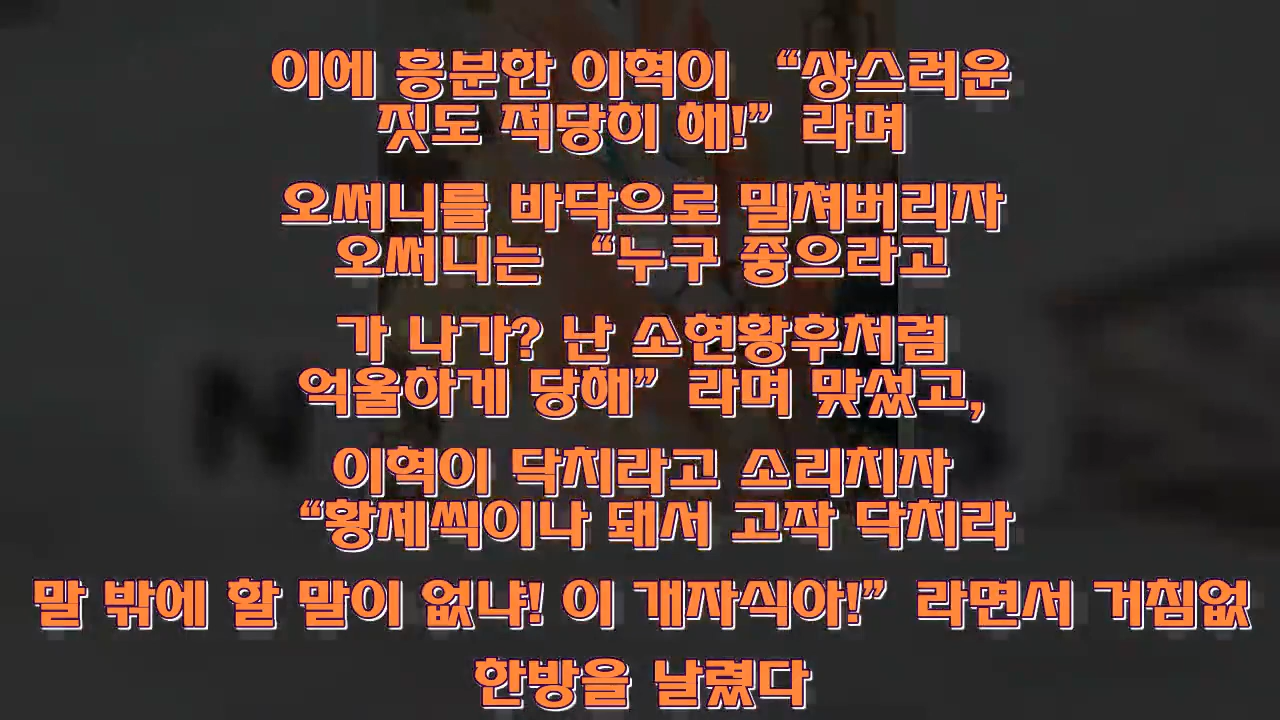 이에 흥분한 이혁이 “상스러운
짓도 적당히 해!” 라며
오써니를 바닥으로 밀쳐버리자
오써니는 “누구 좋으라고
가 나가? 난 소현황후처럼
억울하게 당해” 라며 맞섰고,
이혁이 닥치라고 소리치자
“황제씩이나 돼서 고작 닥치라
말 밖에 할 말이 없냐! 이 개자식아!” 라면서 거침없
한방을 날렸다